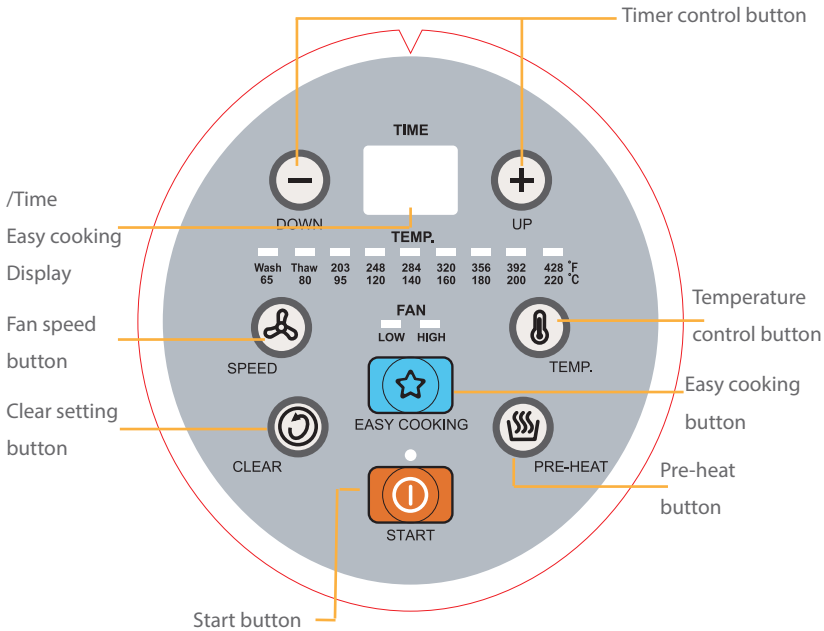 Timer control button
TIME
/Time
Easy cooking
Display
DOWN
UP
TEMP.
Wash Thaw 203 248 284 320 356 392 428 °F
65 80 95 120 140 160 180 200 220 °C
Fan speed
button
FAN
LOW HIGH
Temperature
control button
SPEED
TEMP.
Easy cooking
button
Clear setting
button
EASY COOKING
CLEAR
PRE-HEAT
Pre-heat
button
START
Start button